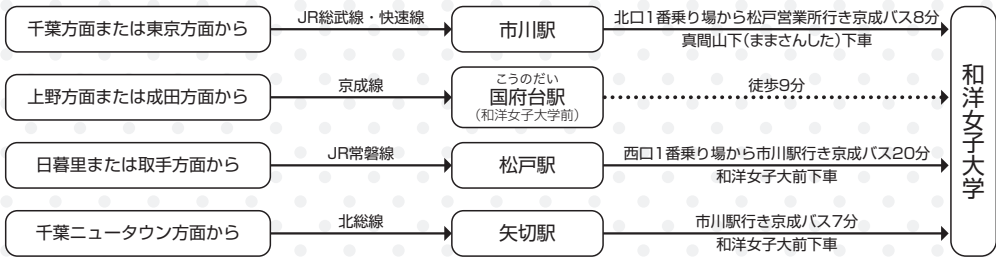 千葉方面または東京方面から
JR総武線・快速線
市川駅
北口1番乗り場から松戸営業所行き京成バス8分
真間山下（ままさんした）下車
上野方面または成田方面から
京成線
こうのだい
国府台駅
（和洋女子大学前）
徒歩9分
日暮里または取手方面から
JR常磐線
松戸駅
西口1番乗り場から市川駅行き京成バス20分
和洋女子大前下車
千葉ニュータウン方面から
北総線
矢切駅
市川駅行き京成バス7分
和洋女子大前下車
和洋女子大学